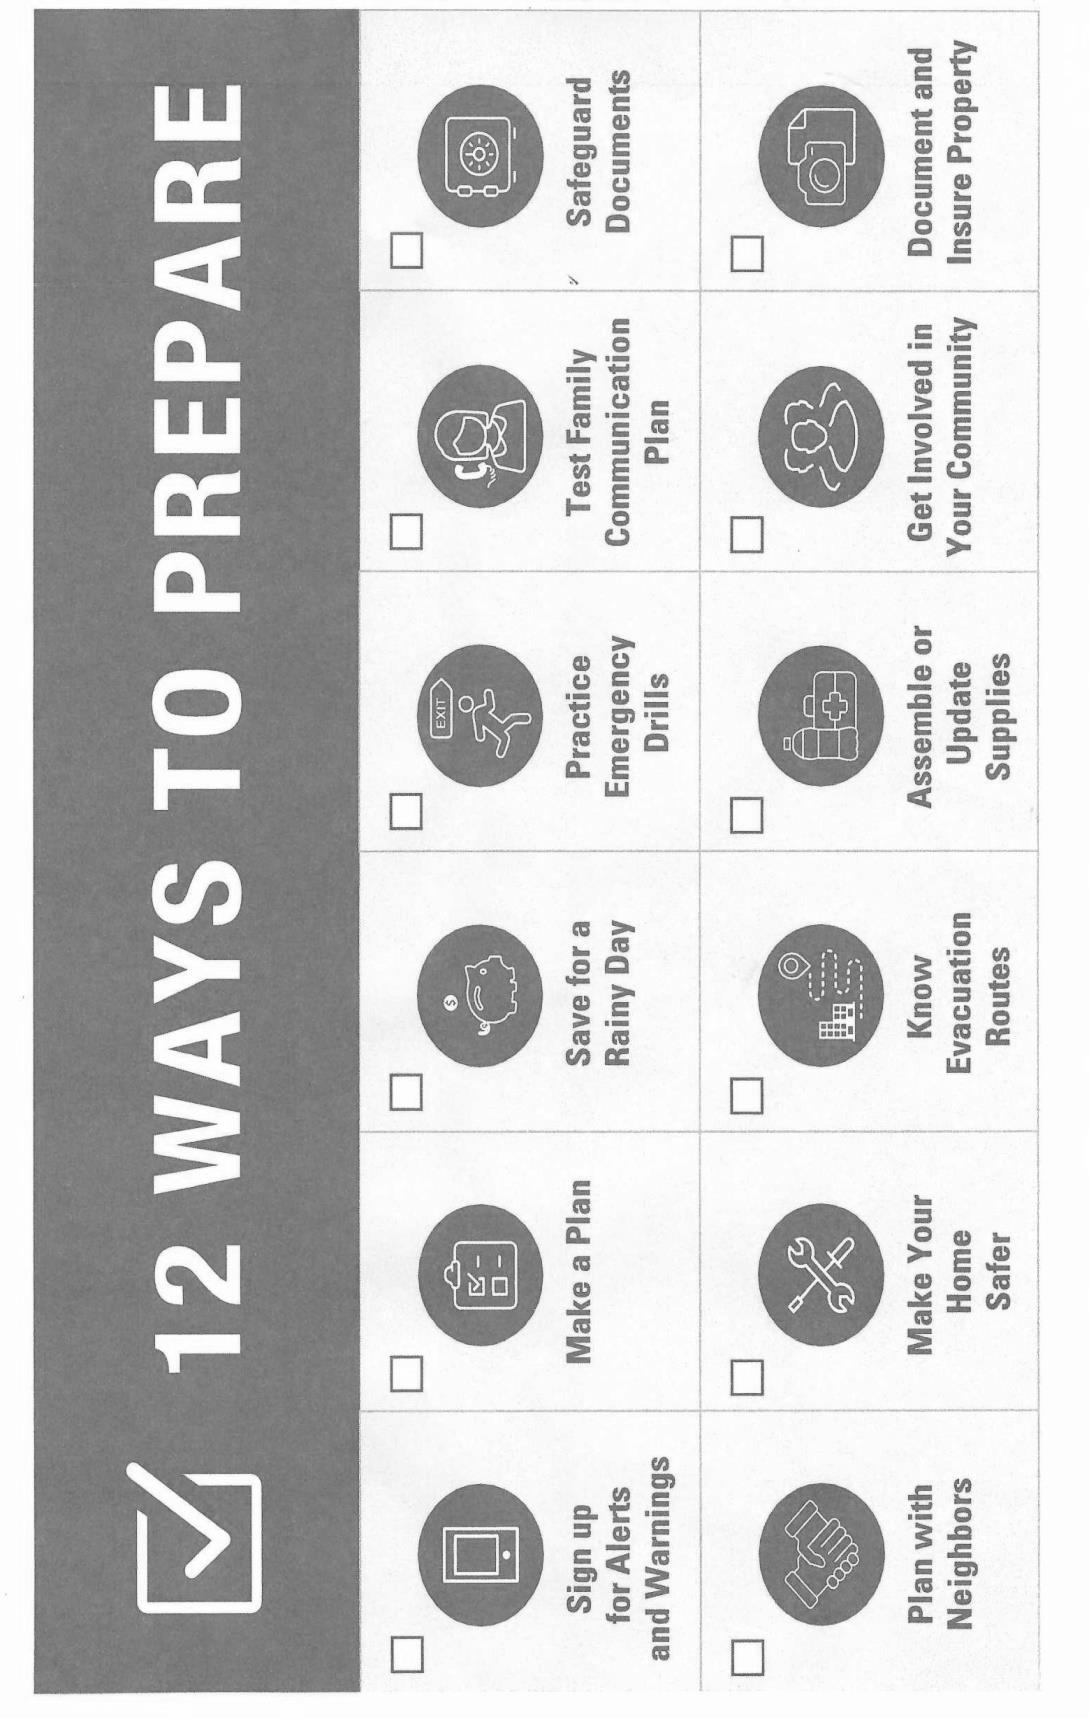 12 WAYS TO PREPARE
Sign up
for Alerts
and Warnings
Make a Plan
Save for a
Rainy Day
EXIT
Practice
Emergency
Drills
Test Family
Communication
Plan
Safeguard
Documents
Plan with
Neighbors
Make Your
Home
Safer
Know
Evacuation
Routes
Assemble or
Update
Supplies
Get Involved in
Your Community
Document and
Insure Property